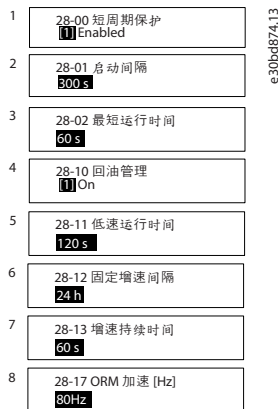 1
28-00 短周期保护
[1] Enabled
2
28-01 启动间隔
300 s
3
28-02 最短运行时间
60 s
4
28-10 回油管理
[1] On
5
28-11 低速运行时间
120 s
6
28-12 固定增速间隔
24 h
7
28-13 增速持续时间
60 s
8
28-17 ORM 加速 [Hz]
80Hz
e30bd874.13